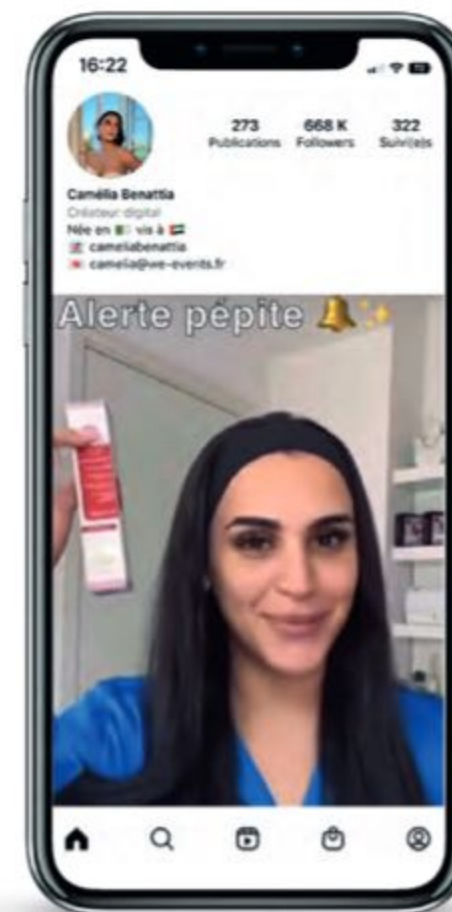 16:22
273 668 K 322
Publications Followers Suivi(e)s
Camélia Benattia
Créateur digital
Née en 🇩🇿 vis à 🇦🇪
cameliabenattia
camelia@we-events.fr
Alerte pépite 🔔✨